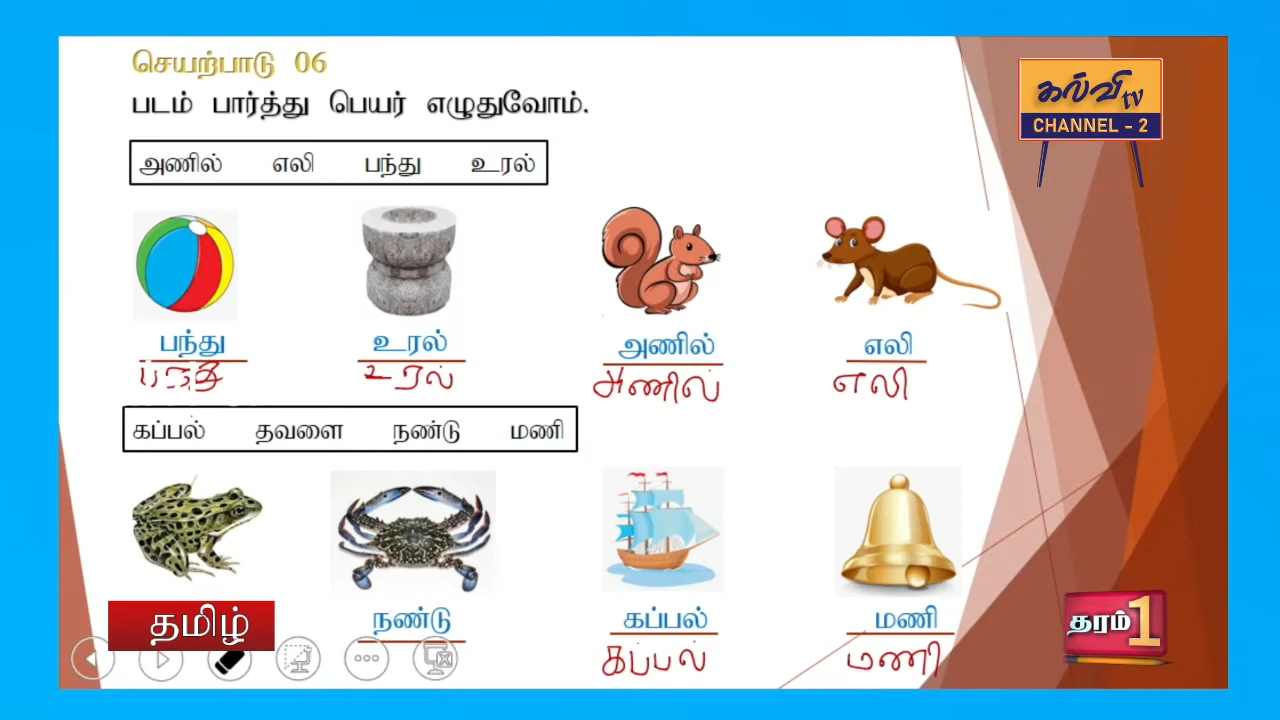 செயற்பாடு 06
படம் பார்த்து பெயர் எழுதுவோம்.
கல்வி tv
CHANNEL - 2
அணில் எலி பந்து உரல்
பந்து உரல் அணில் எலி
பந்து உரல் அணில் எலி
கப்பல் தவளை நண்டு மணி
நண்டு கப்பல் மணி
தமிழ்
தரம் 1
கப்பல் மணி